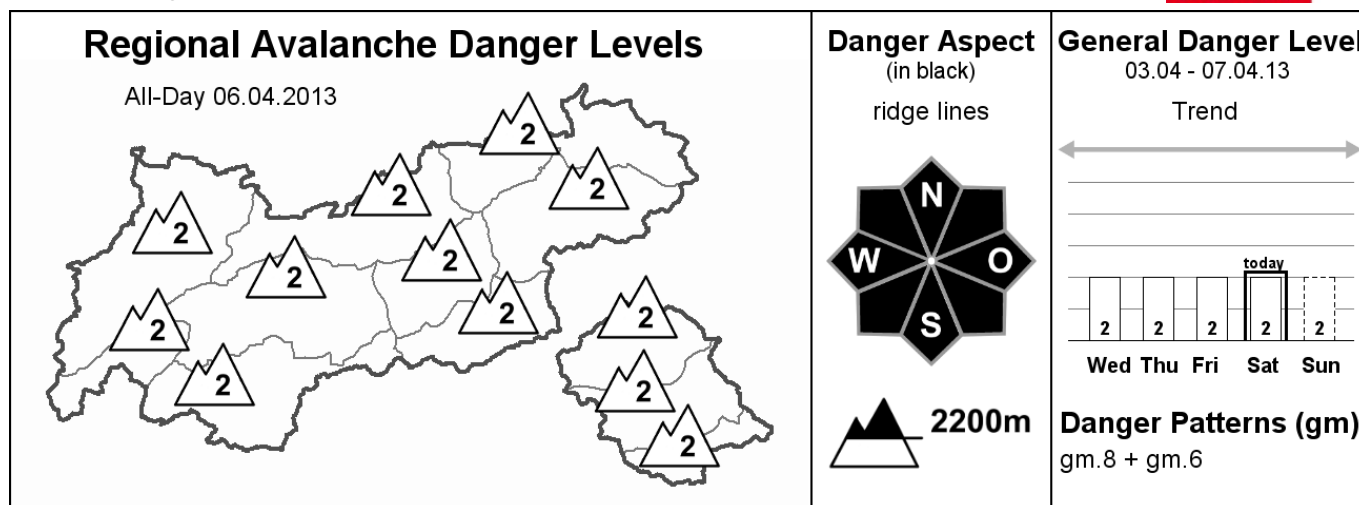 Regional Avalanche Danger Levels
All-Day 06.04.2013
2
2
2
2
2
2
2
2
2
2
2
2
Danger Aspect
(in black)
ridge lines
N
W
O
S
2200m
General Danger Level
03.04 - 07.04.13
Trend
today
2 2 2 2 2
Wed Thu Fri Sat Sun
Danger Patterns (gm)
gm.8 + gm.6